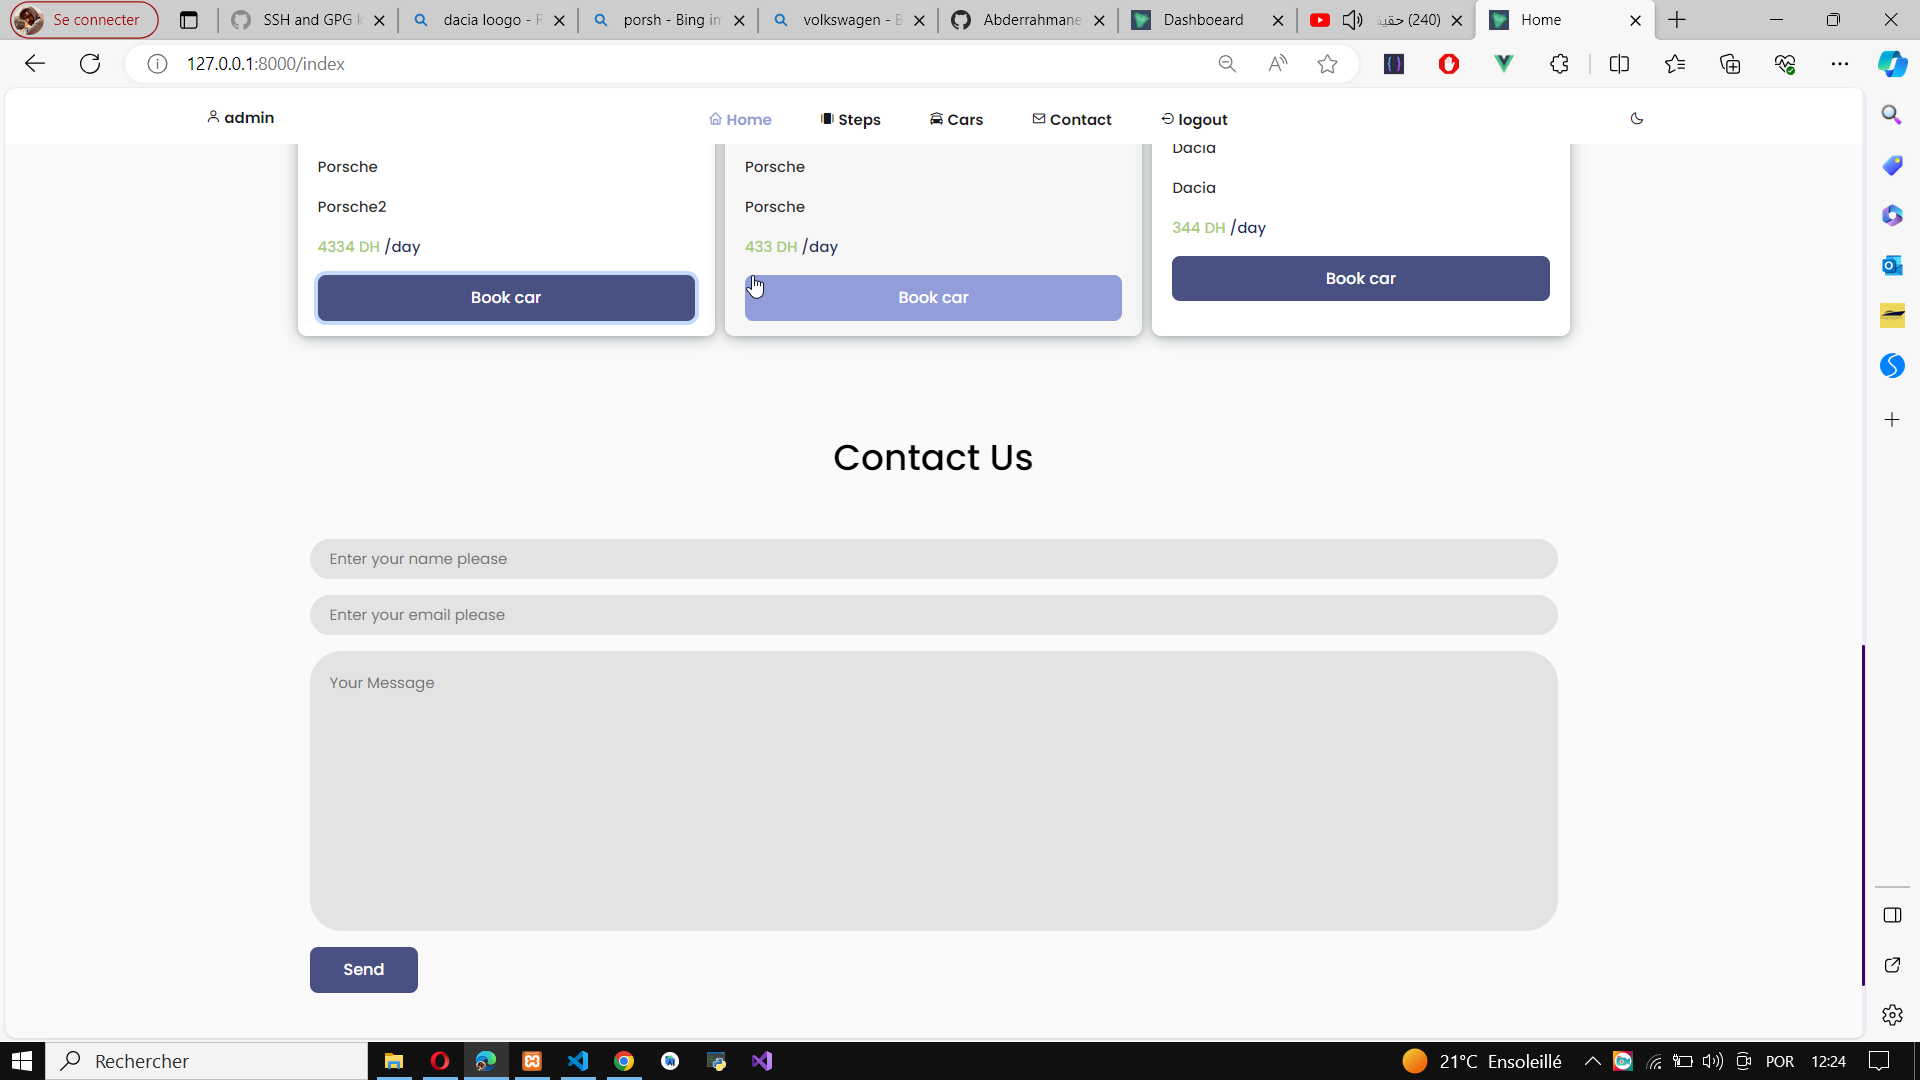 Se connecter
SSH and GPG k
dacia loogo - R
porsh - Bing im
volkswagen - B
Abderrahmane
Dashboeard
(240) حقيقة
Home
127.0.0.1:8000/index
admin
Home
Steps
Cars
Contact
logout
Porsche
Porsche2
4334 DH /day
Book car
Porsche
Porsche
433 DH /day
Book car
Dacia
Dacia
344 DH /day
Book car
Contact Us
Enter your name please
Enter your email please
Your Message
Send
Rechercher
21°C Ensoleillé
POR
12:24